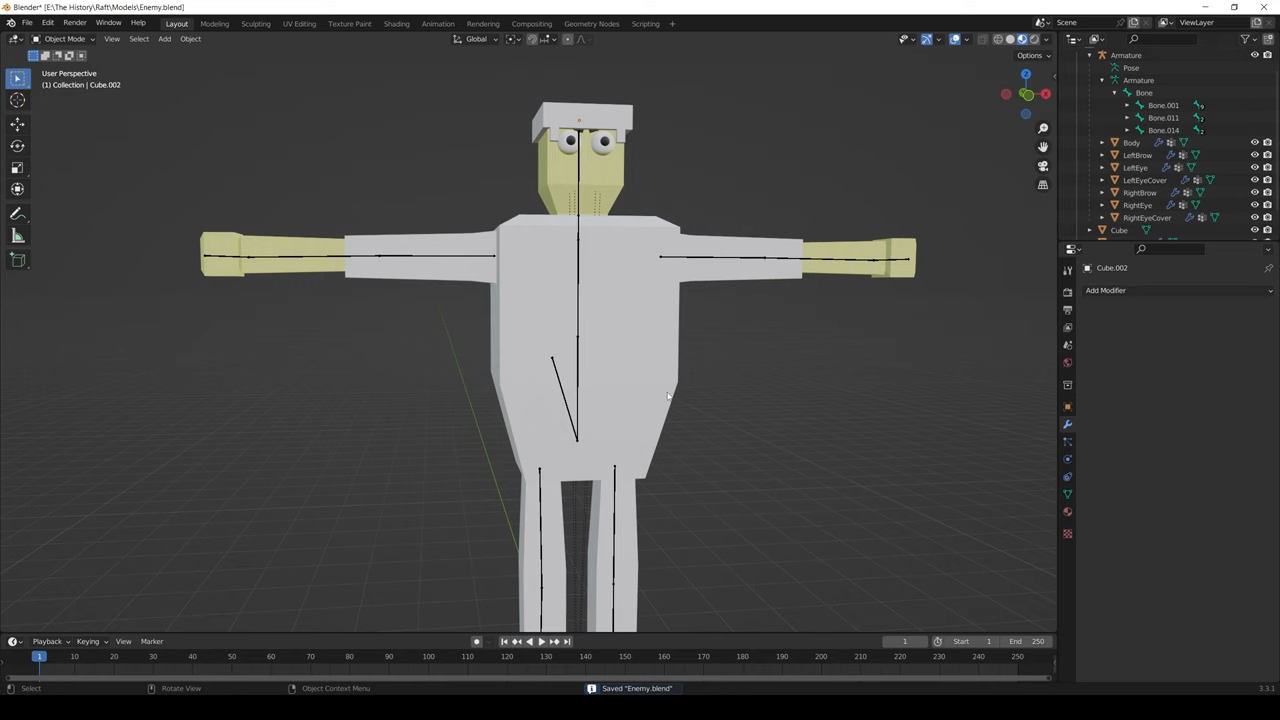 Blender* [E:\The History\Raft\Models\Enemy.blend]
File Edit Render Window Help Layout Modeling Sculpting UV Editing Texture Paint Shading Animation Rendering Compositing Geometry Nodes Scripting + Scene ViewLayer
Object Mode View Select Add Object Global
Options
User Perspective
(1) Collection | Cube.002
Z
X
Armature
Pose
Armature
Bone
Bone.001
Bone.011
Bone.014
Body
LeftBrow
LeftEye
LeftEyeCover
RightBrow
RightEye
RightEyeCover
Cube
Cube.002
Add Modifier
Playback Keying View Marker 1 Start 1 End 250
1 10 20 30 40 50 60 70 80 90 100 110 120 130 140 150 160 170 180 190 200 210 220 230 240 250
Select Rotate View Object Context Menu Saved "Enemy.blend" 3.3.1